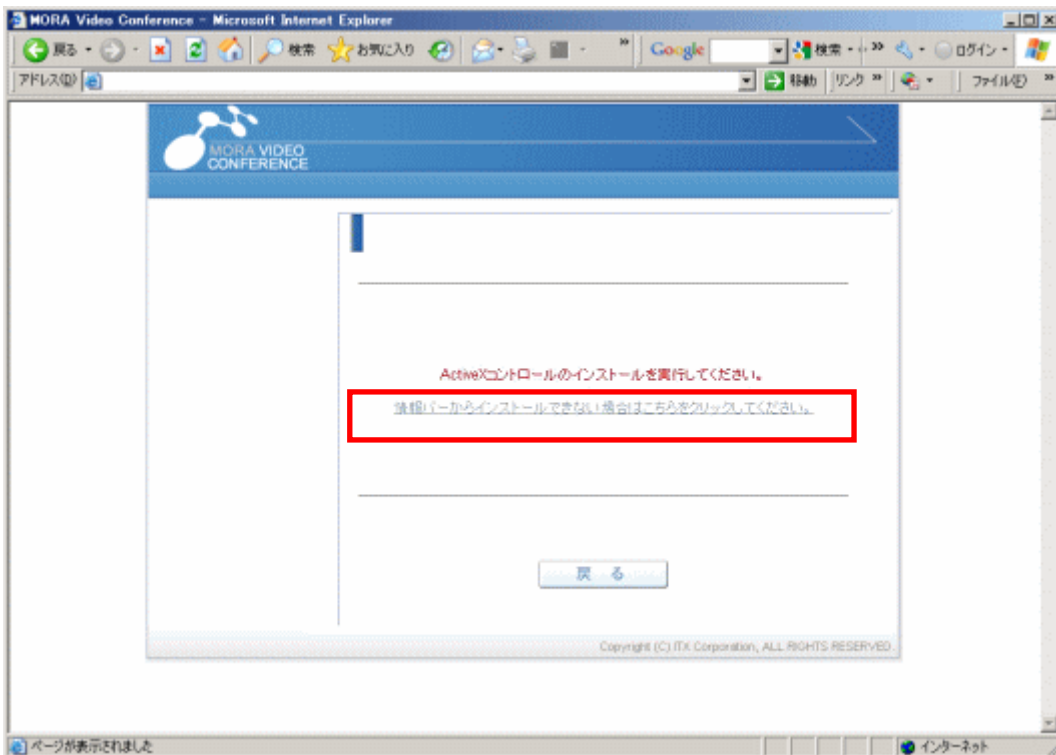 MORA Video Conference - Microsoft Internet Explorer
戻る 検索 お気に入り Google 検索 ログイン
アドレス(D) 移動 リンク ファイル(F)
MORA VIDEO
CONFERENCE
ActiveXコントロールのインストールを実行してください。
情報バーからインストールできない場合はこちらをクリックしてください。
戻 る
Copyright (C) ITX Corporation, ALL RIGHTS RESERVED.
ページが表示されました インターネット